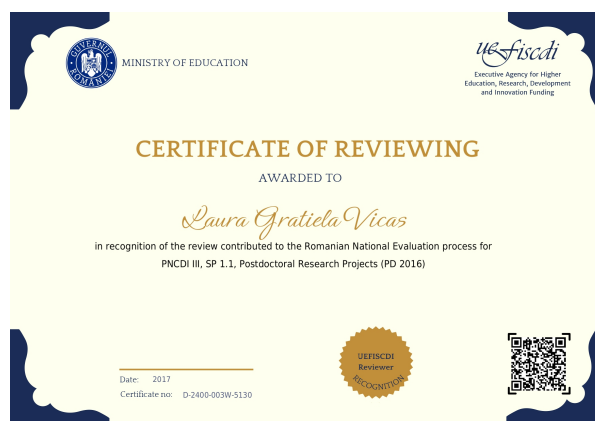 GUVERNUL ROMÂNIEI
MINISTRY OF EDUCATION
uefiscdi
Executive Agency for Higher
Education, Research, Development
and Innovation Funding
CERTIFICATE OF REVIEWING
AWARDED TO
Laura Gratiela Vicas
in recognition of the review contributed to the Romanian National Evaluation process for
PNCDI III, SP 1.1, Postdoctoral Research Projects (PD 2016)
UEFISCDI
Reviewer
RECOGNITION
Date: 2017
Certificate no: D-2400-003W-5130